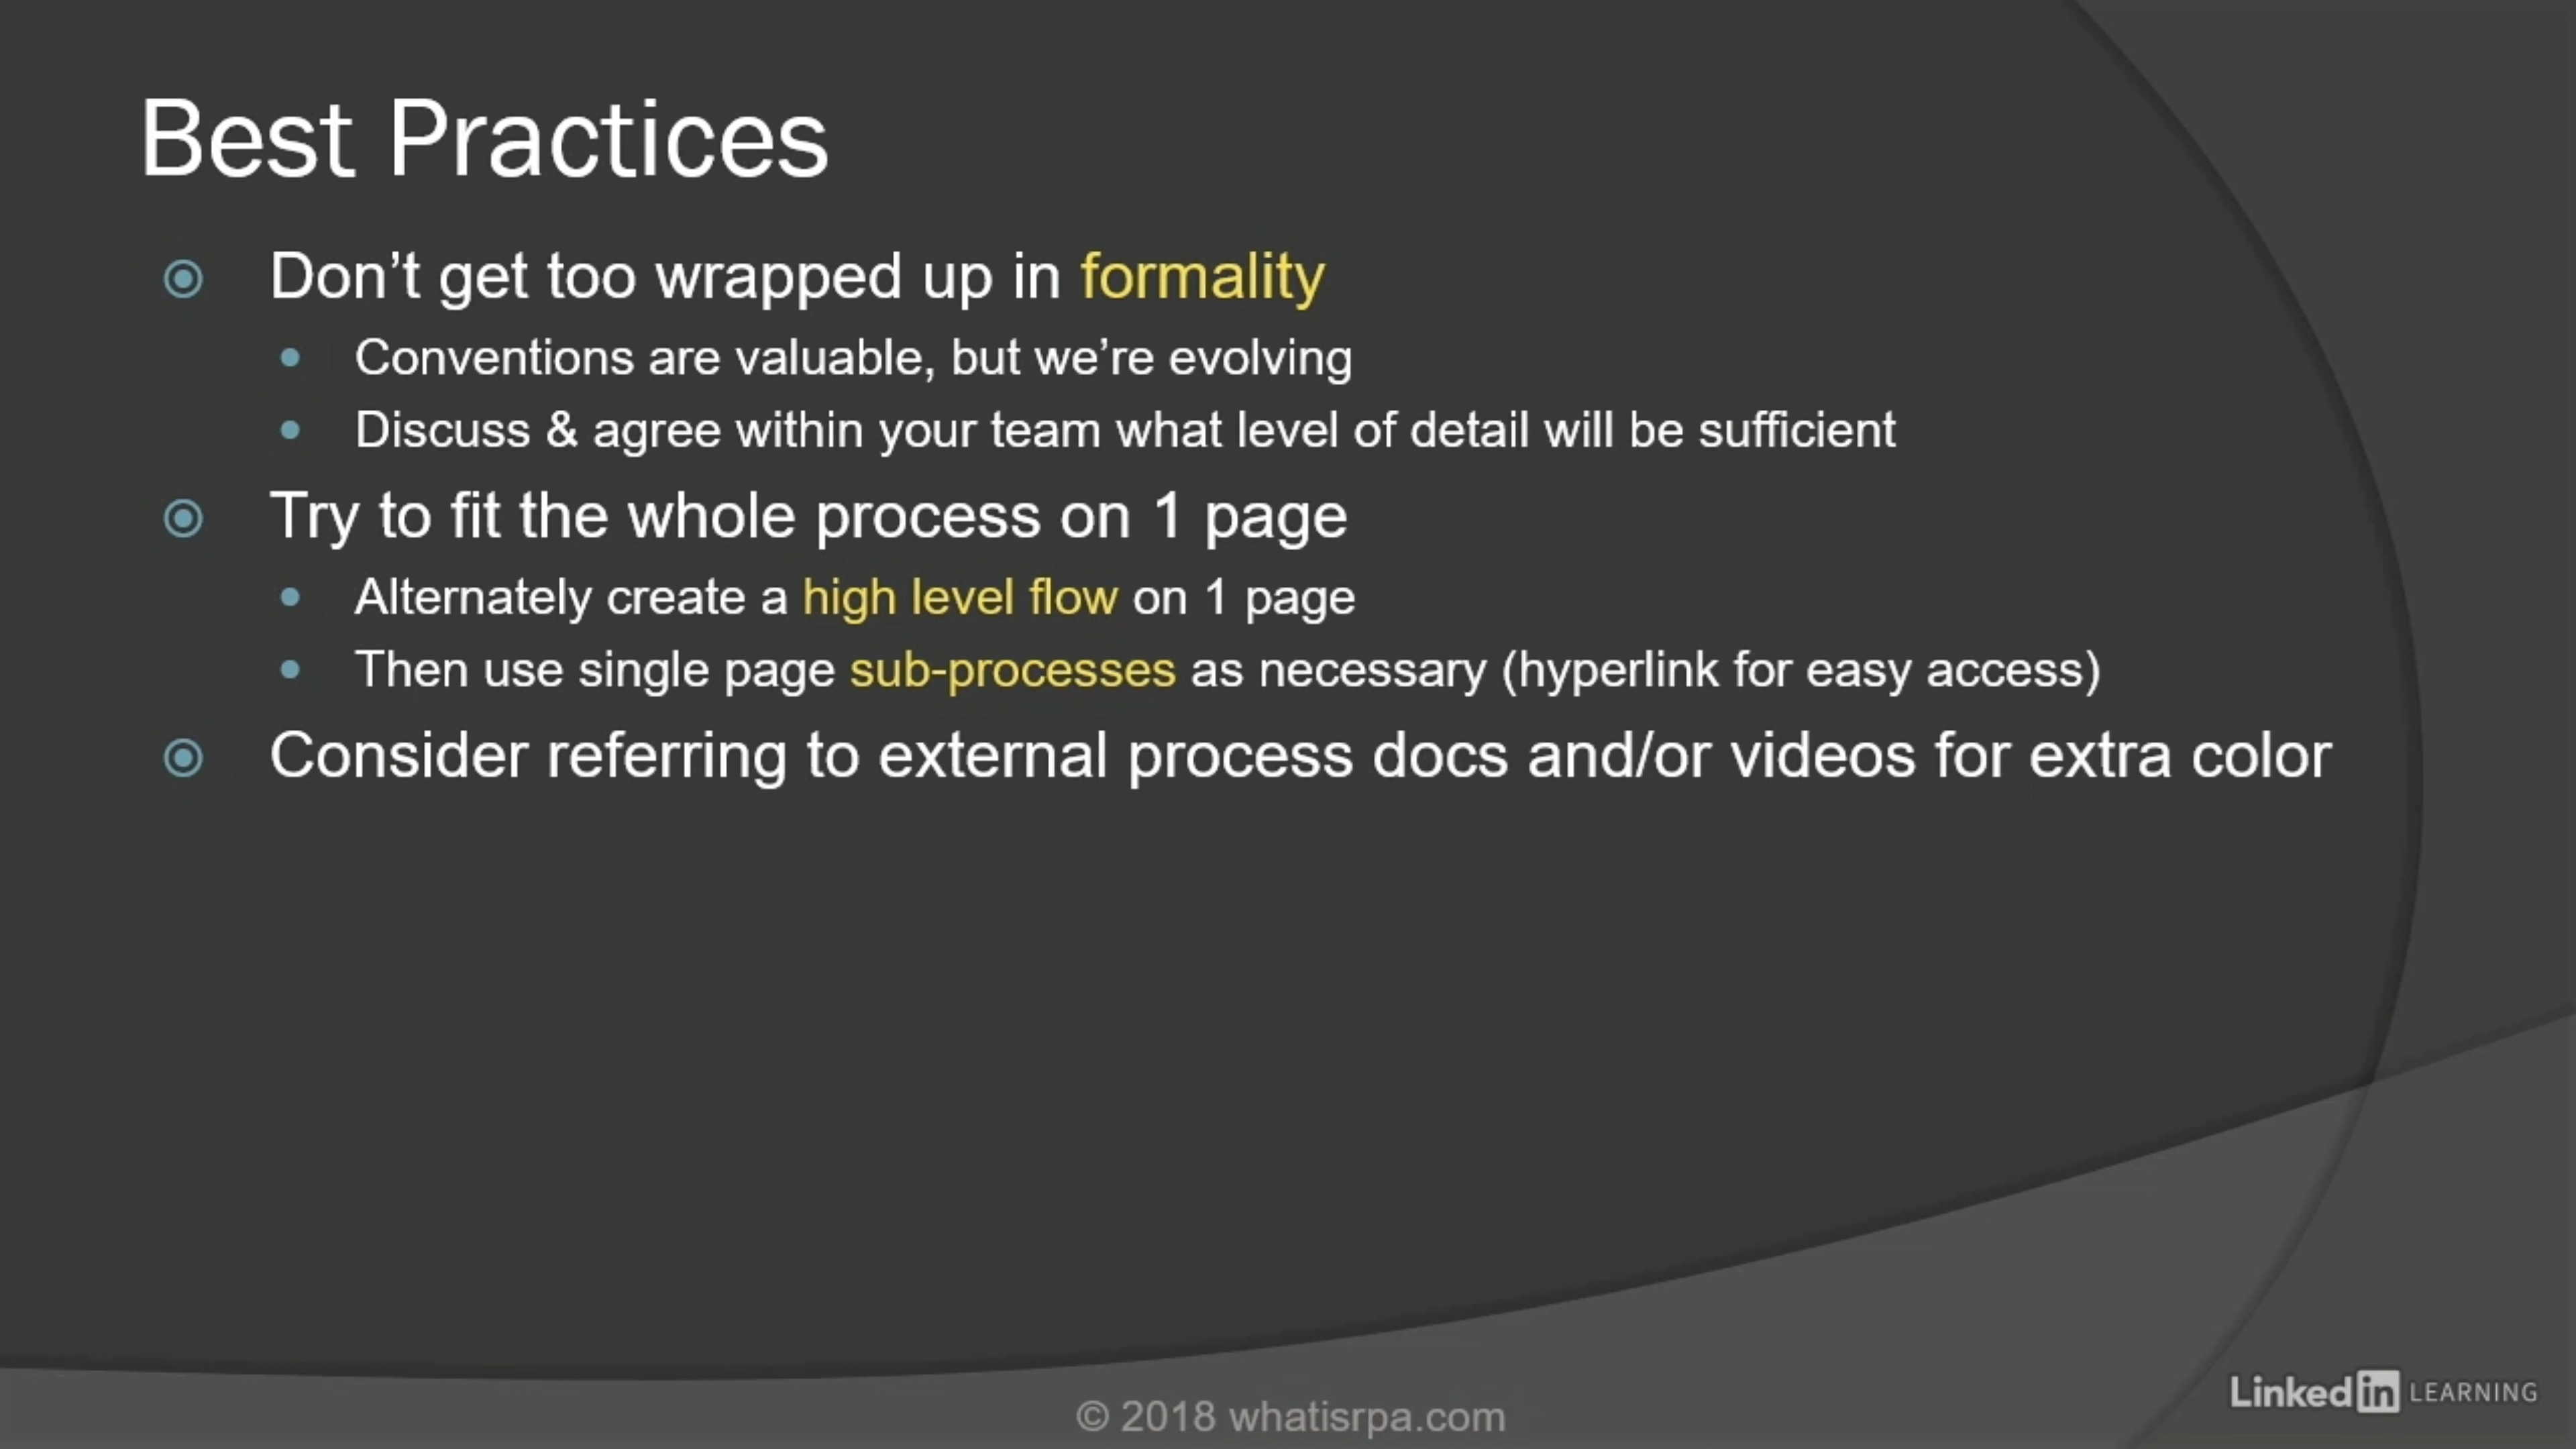 Best Practices
Don’t get too wrapped up in formality
Conventions are valuable, but we’re evolving
Discuss & agree within your team what level of detail will be sufficient
Try to fit the whole process on 1 page
Alternately create a high level flow on 1 page
Then use single page sub-processes as necessary (hyperlink for easy access)
Consider referring to external process docs and/or videos for extra color
Linked in LEARNING
© 2018 whatisrpa.com